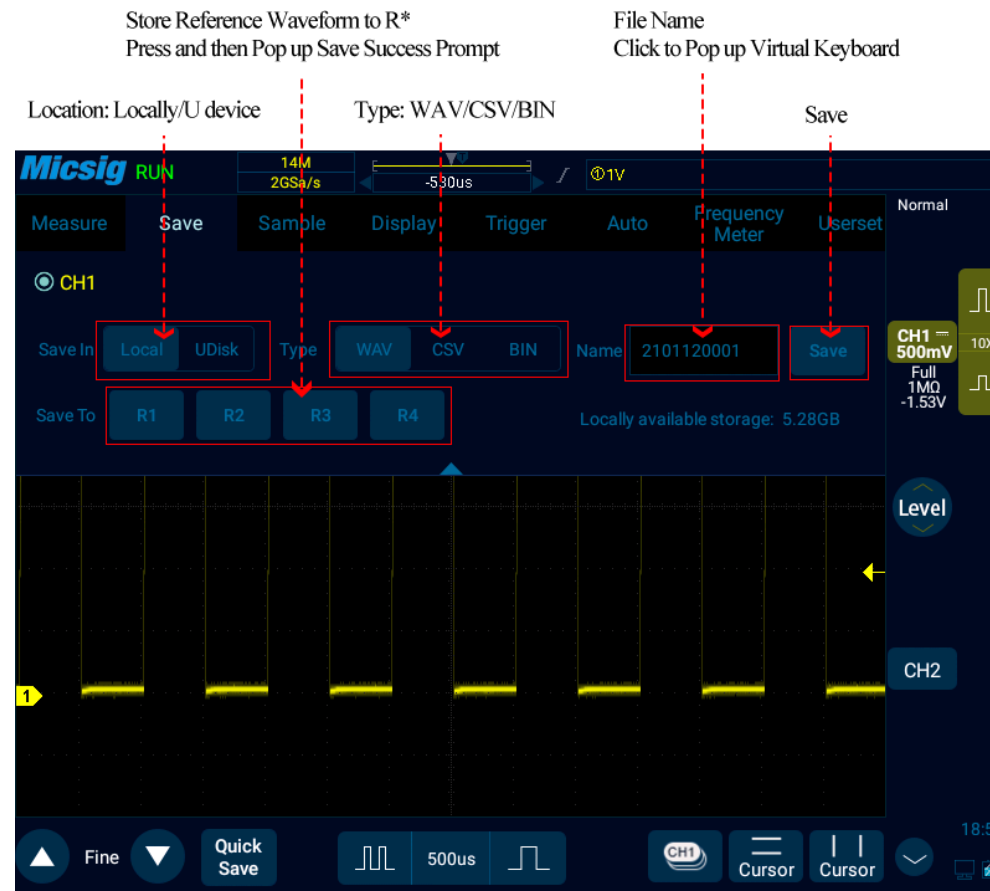 Store Reference Waveform to R*
Press and then Pop up Save Success Prompt
File Name
Click to Pop up Virtual Keyboard
Location: Locally/U device
Type: WAV/CSV/BIN
Save
Micsig RUN
14M
2GSa/s
-530us
1V
Measure
Save
Sample
Display
Trigger
Auto
Frequency
Meter
Userset
Normal
CH1
Save In
Local
UDisk
Type
WAV
CSV
BIN
Name
2101120001
Save
CH1
500mV
Full
1MΩ
-1.53V
10X
Save To
R1
R2
R3
R4
Locally available storage: 5.28GB
Level
1
CH2
Fine
Quick
Save
500us
CH1
Cursor
Cursor